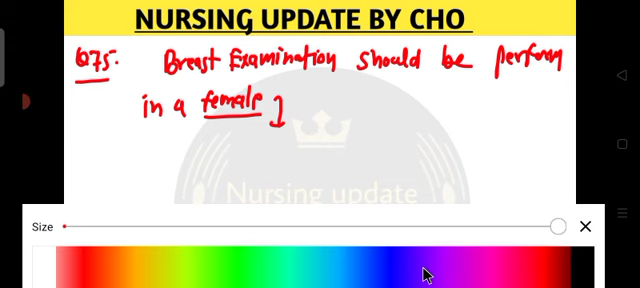 NURSING UPDATE BY CHO
Q75. Breast Examination should be perform
in a female
Nursing update
Size